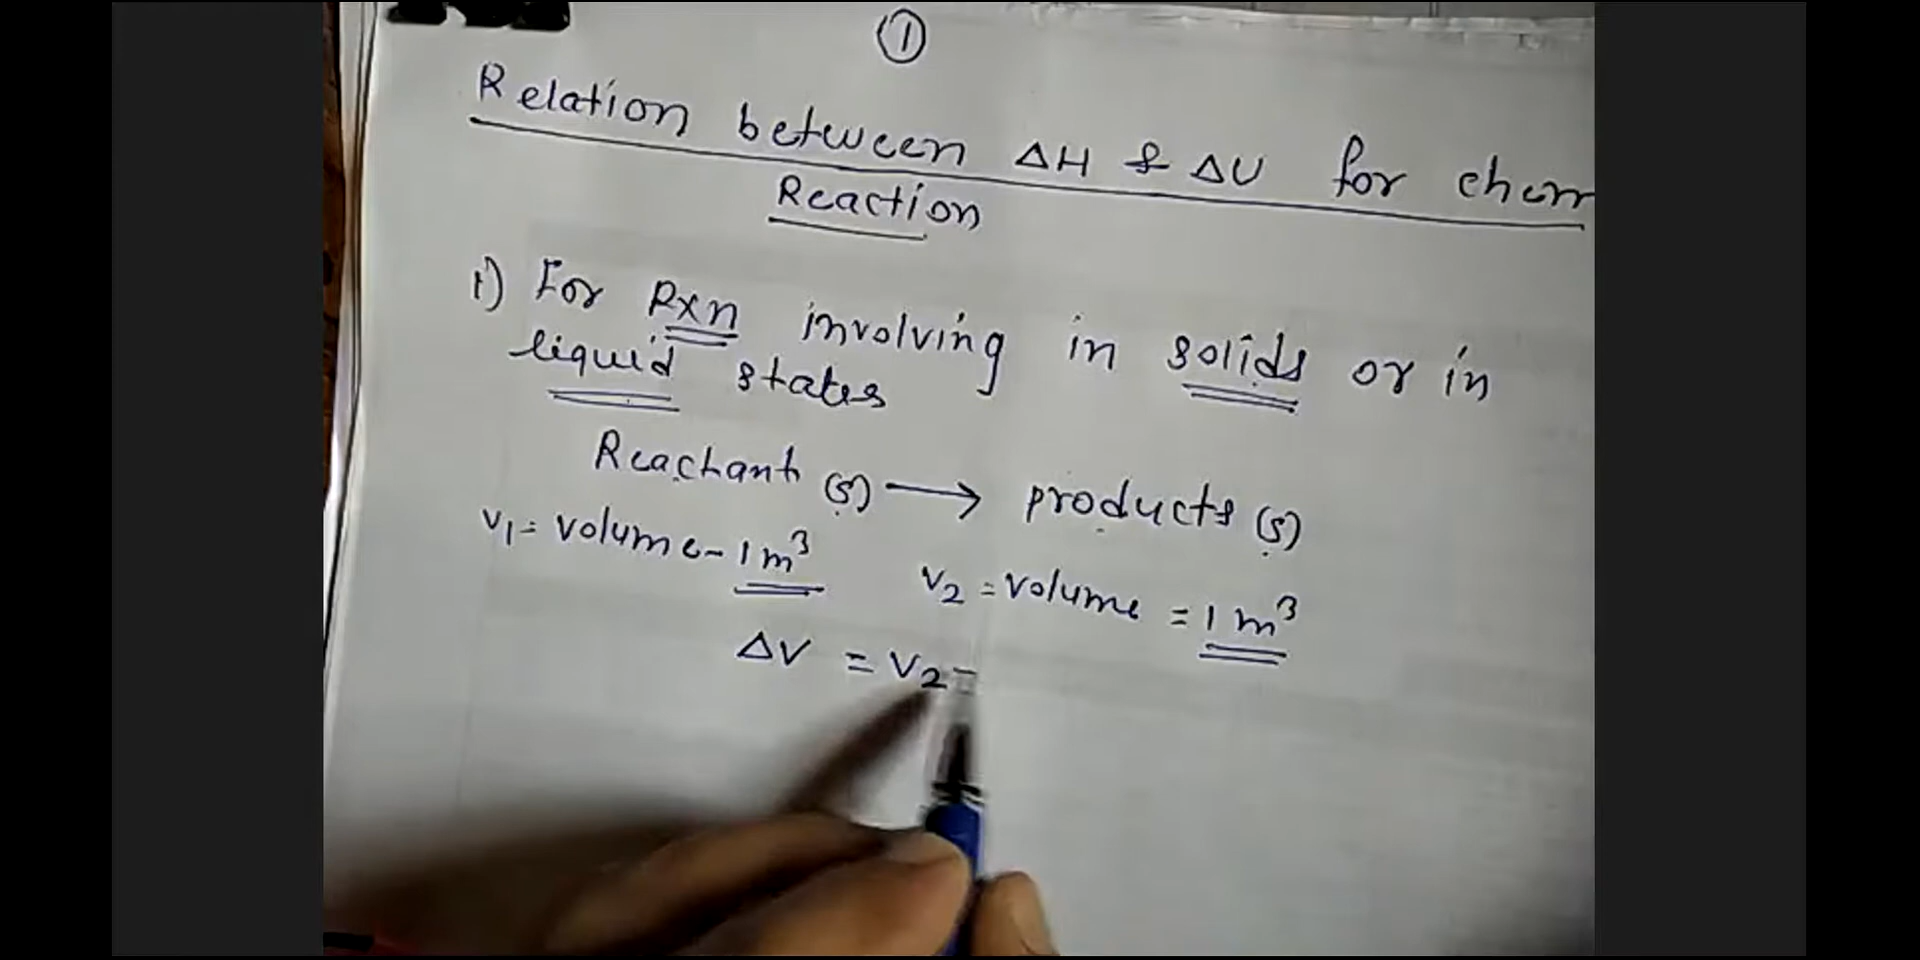 ①
Relation between ΔH & ΔU for chem
Reaction
1) For Rxn involving in solids or in
liquid states
Reactant (s) ⟶ products (s)
V1 = volume - 1 m³ V2 = volume = 1 m³
ΔV = V2 -